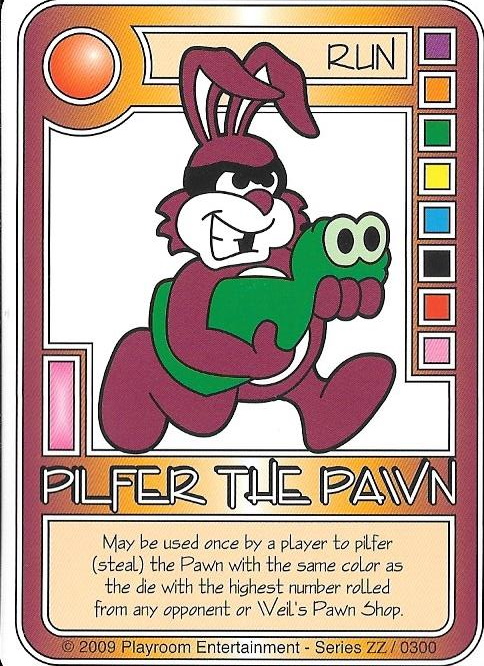 RUN
PILFER THE PAWN
May be used once by a player to pilfer
(steal) the Pawn with the same color as
the die with the highest number rolled
from any opponent or Weil's Pawn Shop.
© 2009 Playroom Entertainment - Series ZZ / 0300